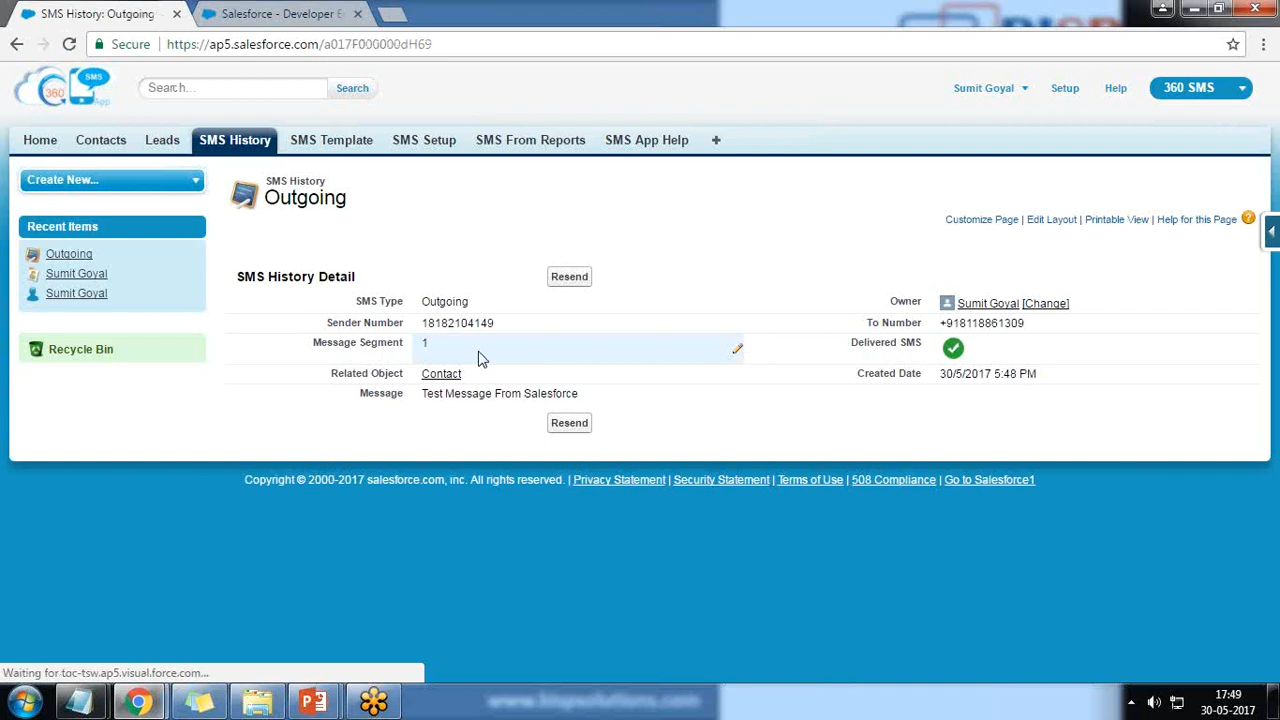 SMS History: Outgoing
Salesforce - Developer E
Secure
https://ap5.salesforce.com/a017F000000dH69
360
SMS
App
Search...
Search
Sumit Goyal
Setup
Help
360 SMS
Home
Contacts
Leads
SMS History
SMS Template
SMS Setup
SMS From Reports
SMS App Help
+
Create New...
Recent Items
Outgoing
Sumit Goyal
Sumit Goyal
Recycle Bin
SMS History
Outgoing
Customize Page | Edit Layout | Printable View | Help for this Page
SMS History Detail
Resend
SMS Type Outgoing
Owner Sumit Goyal [Change]
Sender Number 18182104149
To Number +918118861309
Message Segment 1
Delivered SMS
Related Object Contact
Created Date 30/5/2017 5:48 PM
Message Test Message From Salesforce
Resend
Copyright © 2000-2017 salesforce.com, inc. All rights reserved. | Privacy Statement | Security Statement | Terms of Use | 508 Compliance | Go to Salesforce1
Waiting for toc-tsw.ap5.visual.force.com...
www.bispsolutions.com
17:49
30-05-2017